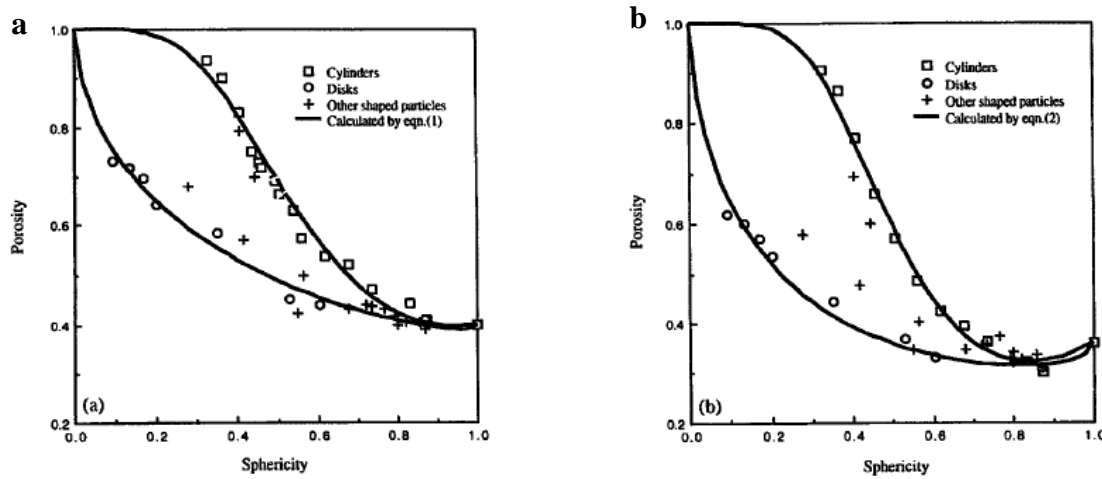 a
1.0
0.8
0.6
0.4
0.2
Porosity
Cylinders
Disks
Other shaped particles
Calculated by eqn.(1)
(a)
0.0 0.2 0.4 0.6 0.8 1.0
Sphericity
b
1.0
0.8
0.6
0.4
0.2
Porosity
Cylinders
Disks
Other shaped particles
Calculated by eqn.(2)
(b)
0.0 0.2 0.4 0.6 0.8 1.0
Sphericity